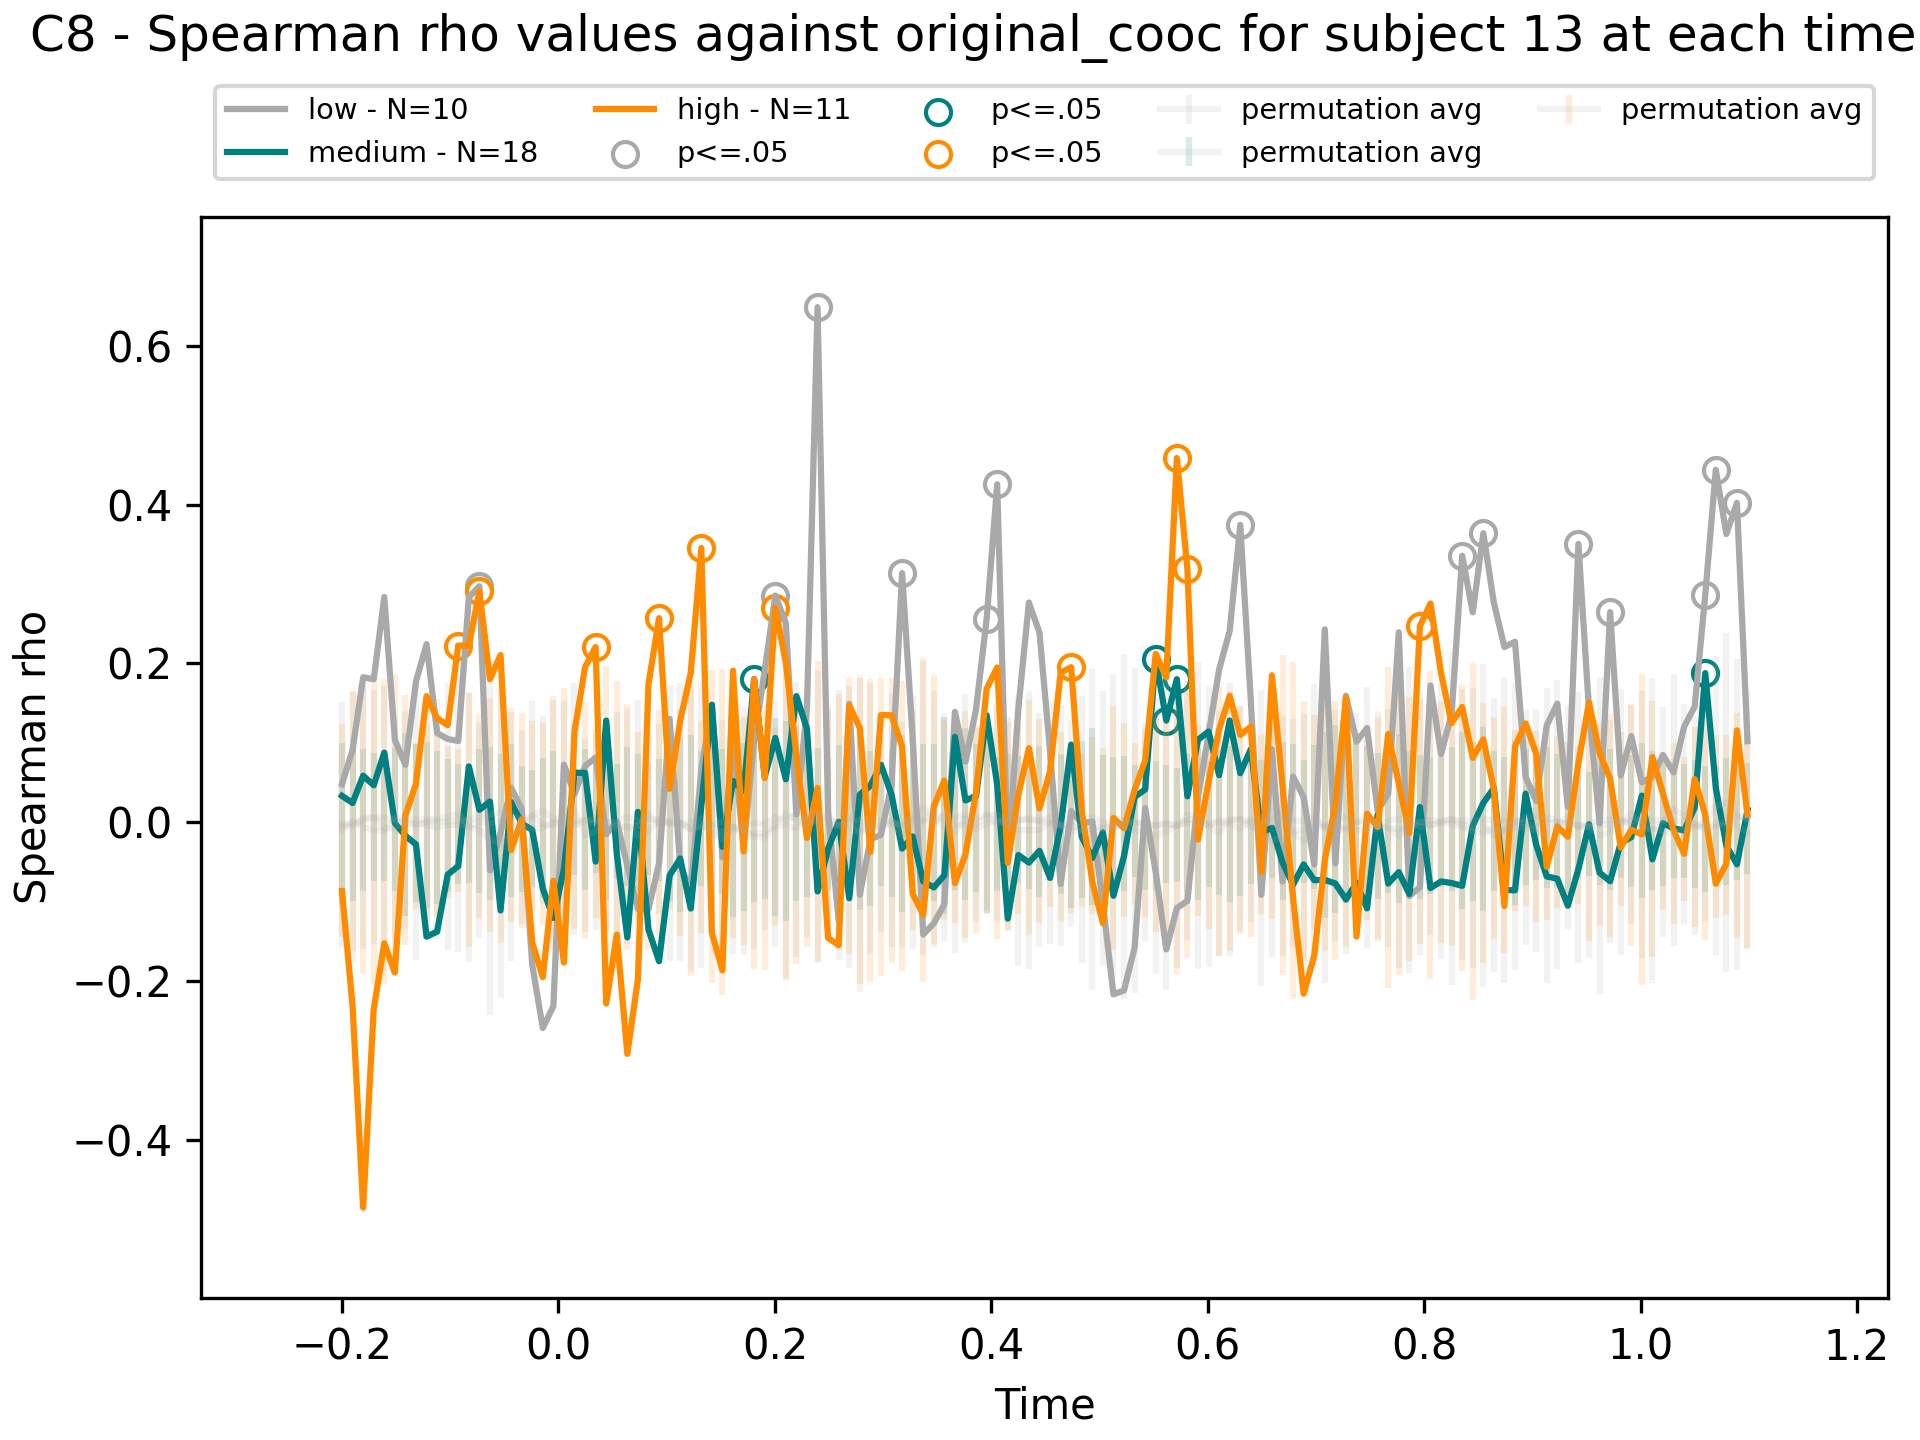 C8 - Spearman rho values against original_cooc for subject 13 at each time
low - N=10 high - N=11 p<=.05 permutation avg permutation avg
medium - N=18 p<=.05 p<=.05 permutation avg
0.6
0.4
0.2
0.0
−0.2
−0.4
Spearman rho
−0.2 0.0 0.2 0.4 0.6 0.8 1.0 1.2
Time